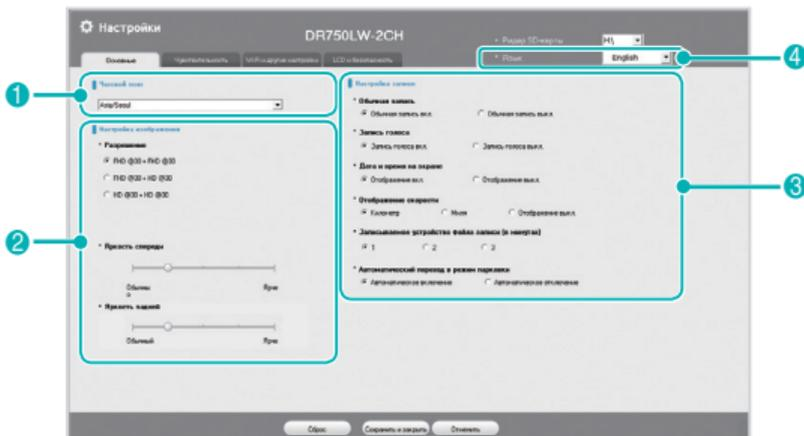 Настройки
DR750LW-2CH
* Ридер SD-карты H:\
* Язык English
Основные Чувствительность Wi-Fi и другие настройки LCD и безопасность
Часовой пояс
Asia/Seoul
Настройка изображения
* Разрешение
FHD @30 + FHD @30
FHD @30 + HD @30
HD @30 + HD @30
* Яркость спереди
Обычны
й Ярче
* Яркость задней
Обычный Ярче
Настройка записи
* Обычная запись
Обычная запись вкл. Обычная запись выкл.
* Запись голоса
Запись голоса вкл. Запись голоса выкл.
* Дата и время на экране
Отображение вкл. Отображение выкл.
* Отображение скорости
Километр Миля Отображение выкл.
* Записываемое устройство Файла записи (в минутах)
1 2 3
* Автоматический переход в режим парковки
Автоматическое включение Автоматическое отключение
Сброс Сохранить и закрыть Отменить
1
2
3
4